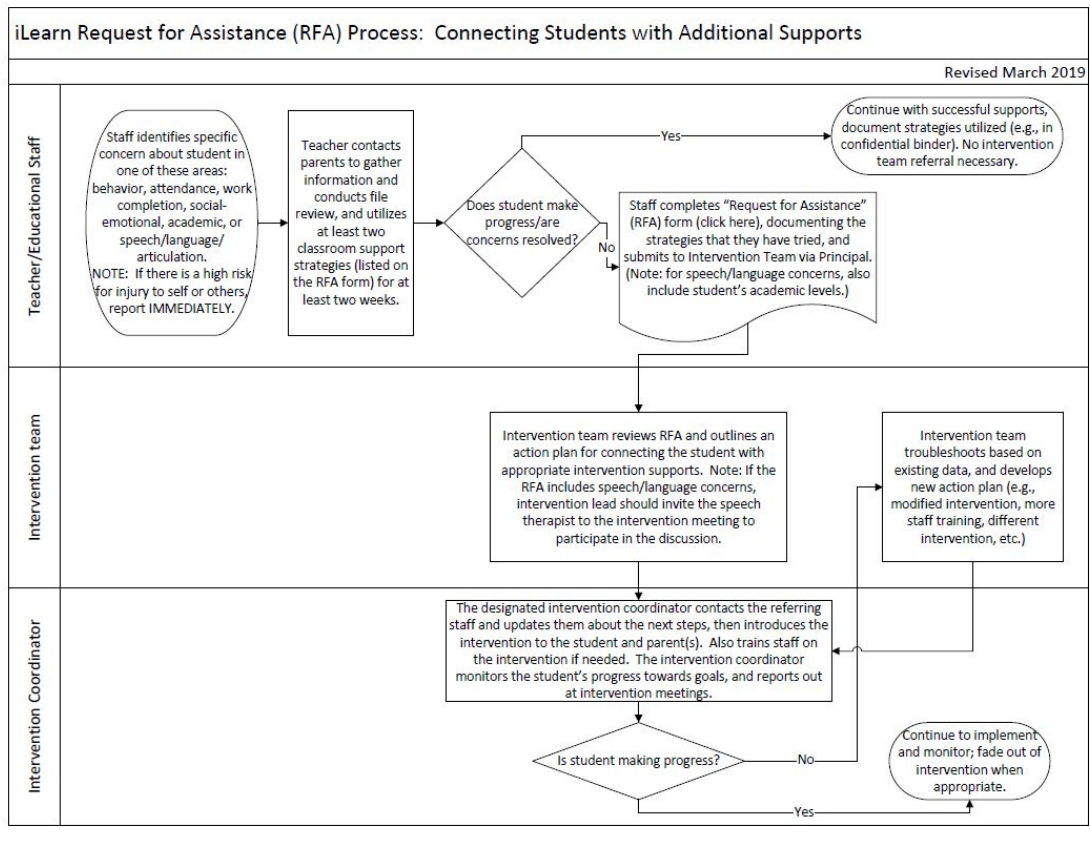 iLearn Request for Assistance (RFA) Process:  Connecting Students with Additional Supports
Revised March 2019
Teacher/Educational Staff
Staff identifies specific
concern about student in
one of these areas:
behavior, attendance, work
completion, social-
emotional, academic, or
speech/language/
articulation.
NOTE:  If there is a high risk
for injury to self or others,
report IMMEDIATELY.
Teacher contacts
parents to gather
information and
conducts file
review, and utilizes
at least two
classroom support
strategies (listed on
the RFA form) for at
least two weeks.
Does student make
progress/are
concerns resolved?
Yes
Continue with successful supports,
document strategies utilized (e.g., in
confidential binder). No intervention
team referral necessary.
No
Staff completes “Request for Assistance”
(RFA) form (click here), documenting the
strategies that they have tried, and
submits to Intervention Team via Principal.
(Note: for speech/language concerns, also
include student’s academic levels.)
Intervention team
Intervention team reviews RFA and outlines an
action plan for connecting the student with
appropriate intervention supports.  Note: If the
RFA includes speech/language concerns,
intervention lead should invite the speech
therapist to the intervention meeting to
participate in the discussion.
Intervention team
troubleshoots based on
existing data, and develops
new action plan (e.g.,
modified intervention, more
staff training, different
intervention, etc.)
Intervention Coordinator
The designated intervention coordinator contacts the referring
staff and updates them about the next steps, then introduces the
intervention to the student and parent(s).  Also trains staff on
the intervention if needed.  The intervention coordinator
monitors the student’s progress towards goals, and reports out
at intervention meetings.
Is student making progress?
No
Yes
Continue to implement
and monitor; fade out of
intervention when
appropriate.